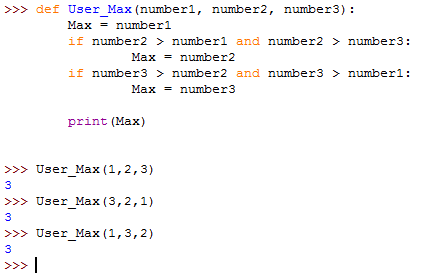 >>> def User_Max(number1, number2, number3):
        Max = number1
        if number2 > number1 and number2 > number3:
                Max = number2
        if number3 > number2 and number3 > number1:
                Max = number3

        print(Max)


>>> User_Max(1,2,3)
3
>>> User_Max(3,2,1)
3
>>> User_Max(1,3,2)
3
>>>